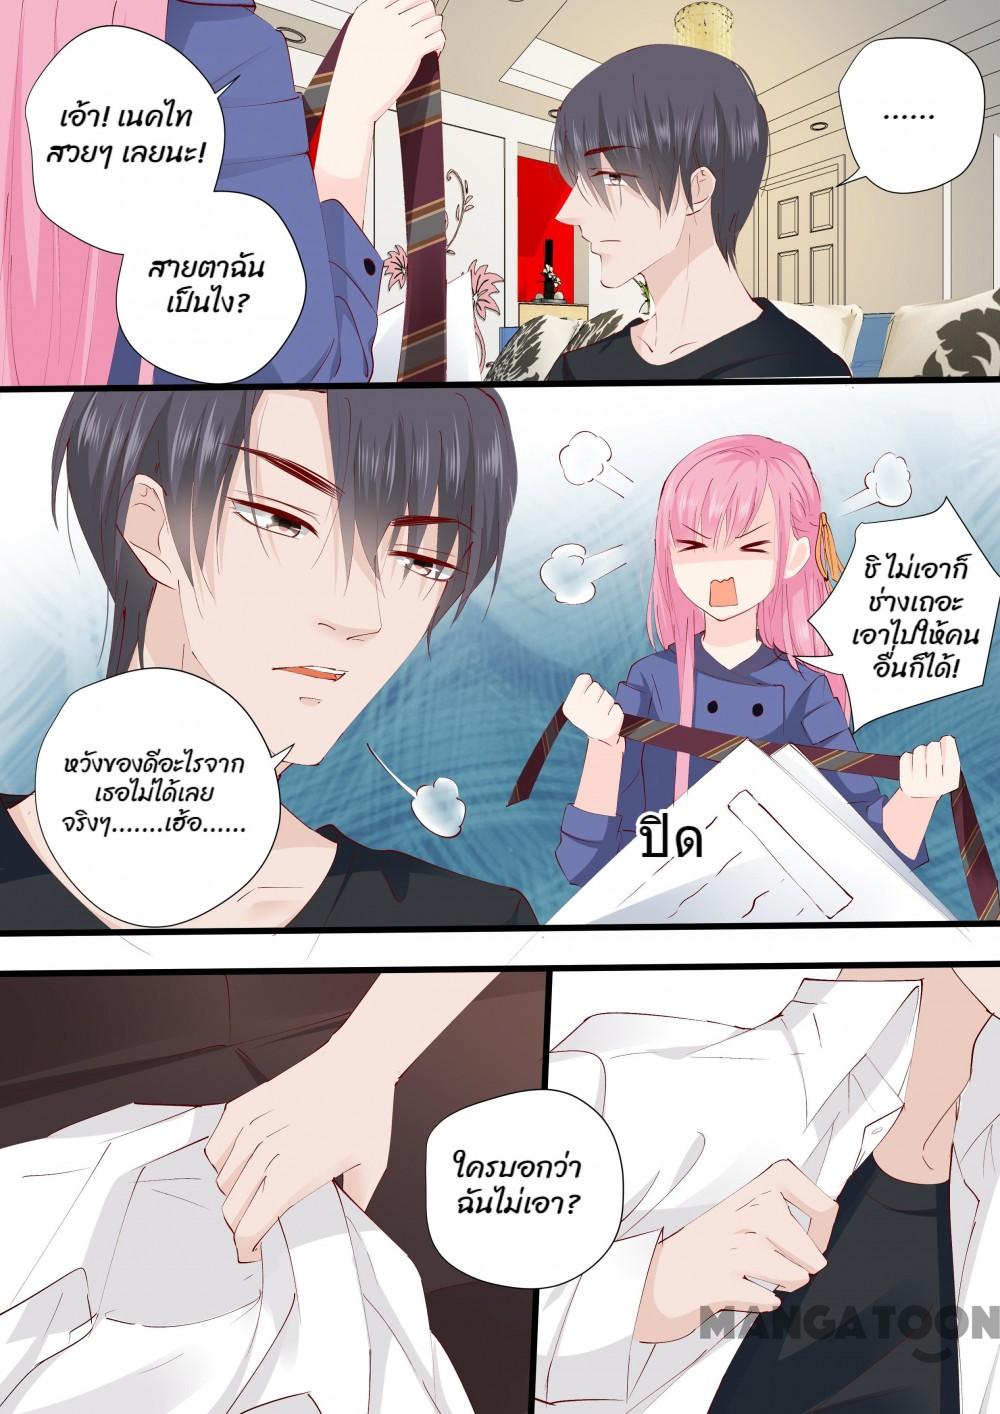 เอ้า! เนคไท
สวยๆ เลยนะ!
สายตาฉัน
เป็นไง?
......
ชิ ไม่เอาก็
ช่างเถอะ
เอาไปให้คน
อื่นก็ได้!
หวังของดีอะไรจาก
เธอไม่ได้เลย
จริงๆ.......เฮ้อ......
ปิด
ใครบอกว่า
ฉันไม่เอา?
MANGATOON